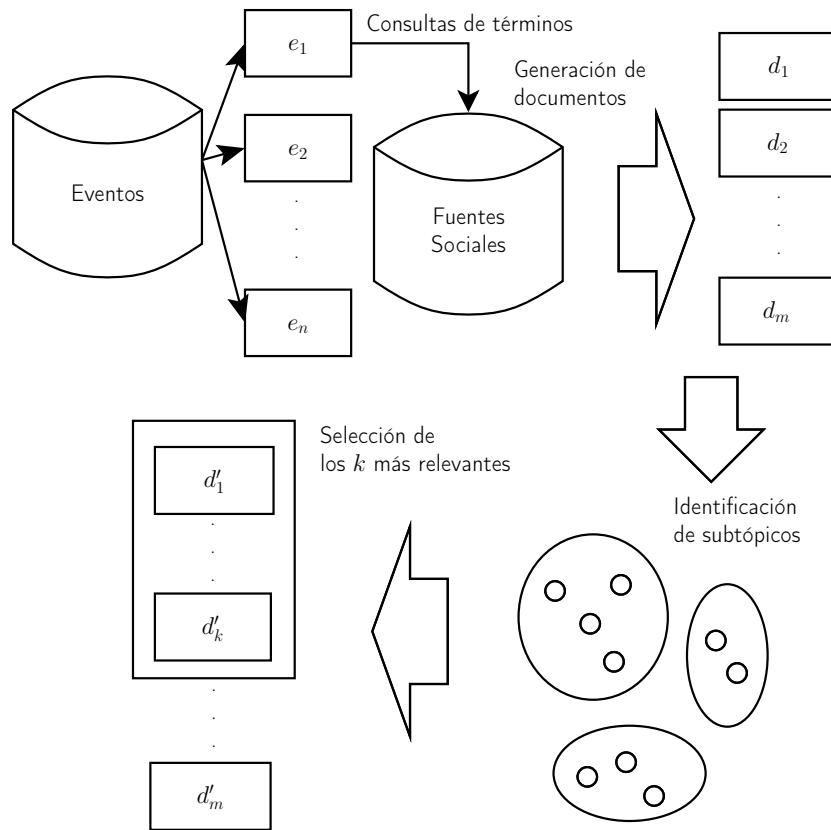 e₁
Consultas de términos
e₂
eₙ
Eventos
Fuentes
Sociales
Generación de
documentos
d₁
d₂
dₘ
Identificación
de subtópicos
Selección de
los k más relevantes
d′₁
d′ₖ
d′ₘ